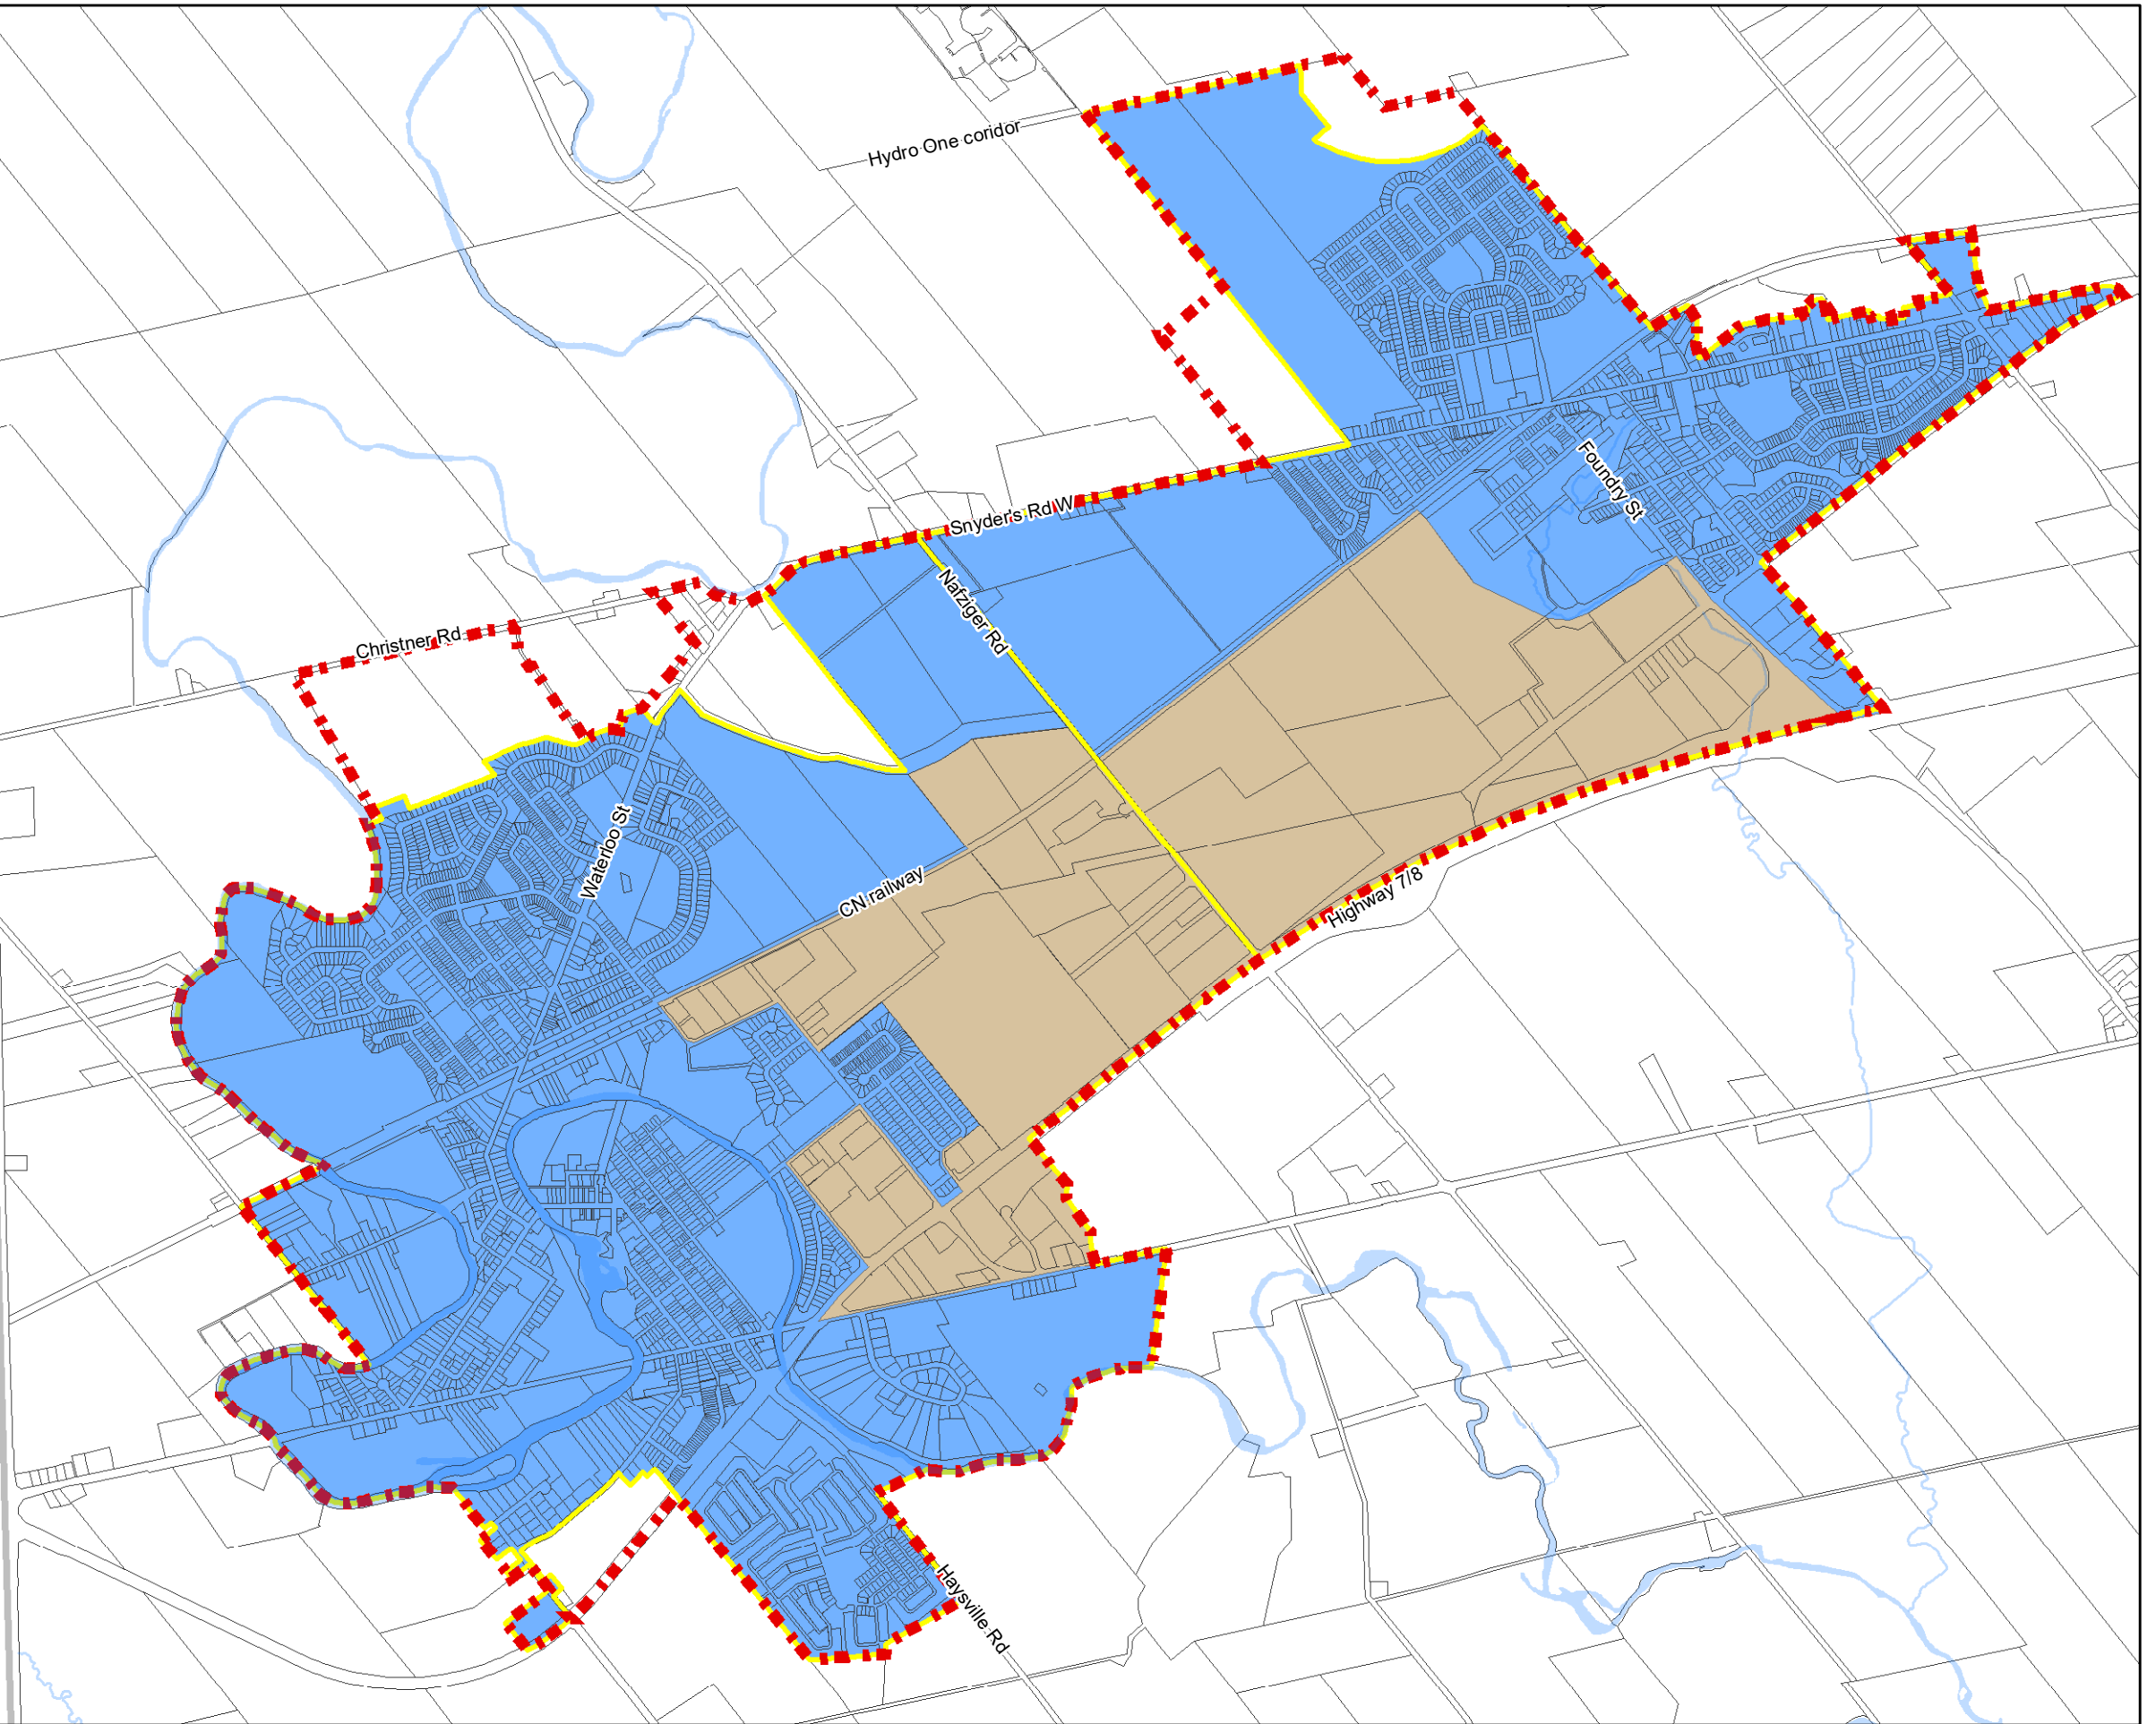 Hydro One coridor
Foundry St
Snyder's Rd W
Nafziger Rd
Christner Rd
Waterloo St
CN railway
Highway 7/8
Haysville Rd